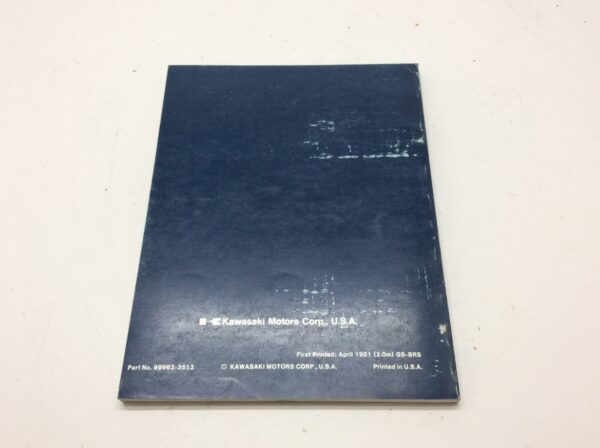 Kawasaki Motors Corp., U.S.A.
First Printed: April 1981 (2.0m) GS-BRS
Part No. 99963-3513 © KAWASAKI MOTORS CORP., U.S.A. Printed in U.S.A.